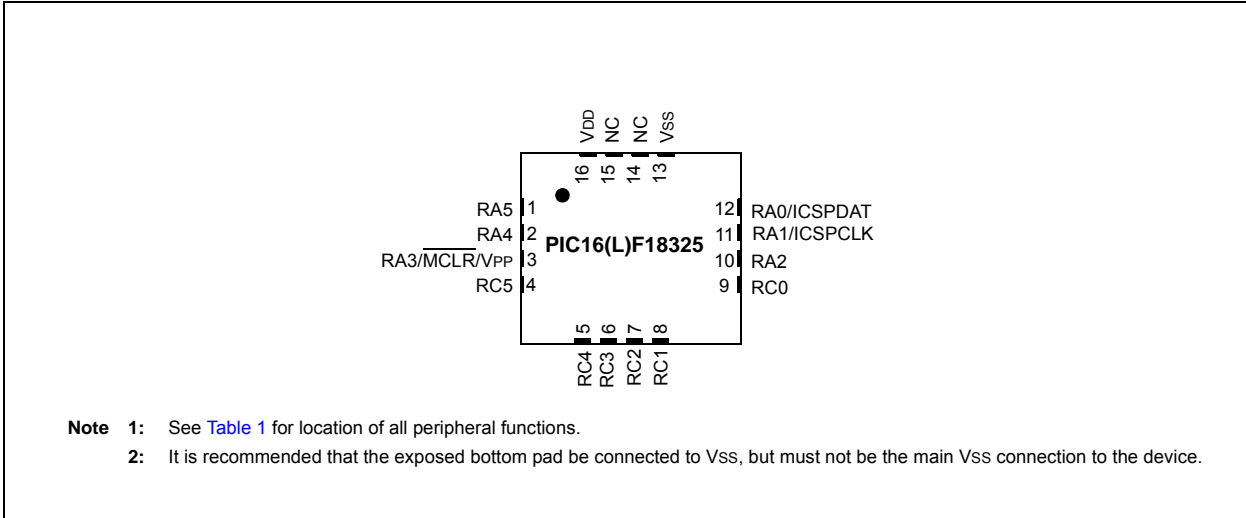 VDD NC NC VSS
16 15 14 13
RA5 1
RA4 2
RA3/MCLR/VPP 3
RC5 4
PIC16(L)F18325
12 RA0/ICSPDAT
11 RA1/ICSPCLK
10 RA2
9 RC0
5 6 7 8
RC4 RC3 RC2 RC1
Note 1: See Table 1 for location of all peripheral functions.
2: It is recommended that the exposed bottom pad be connected to VSS, but must not be the main VSS connection to the device.